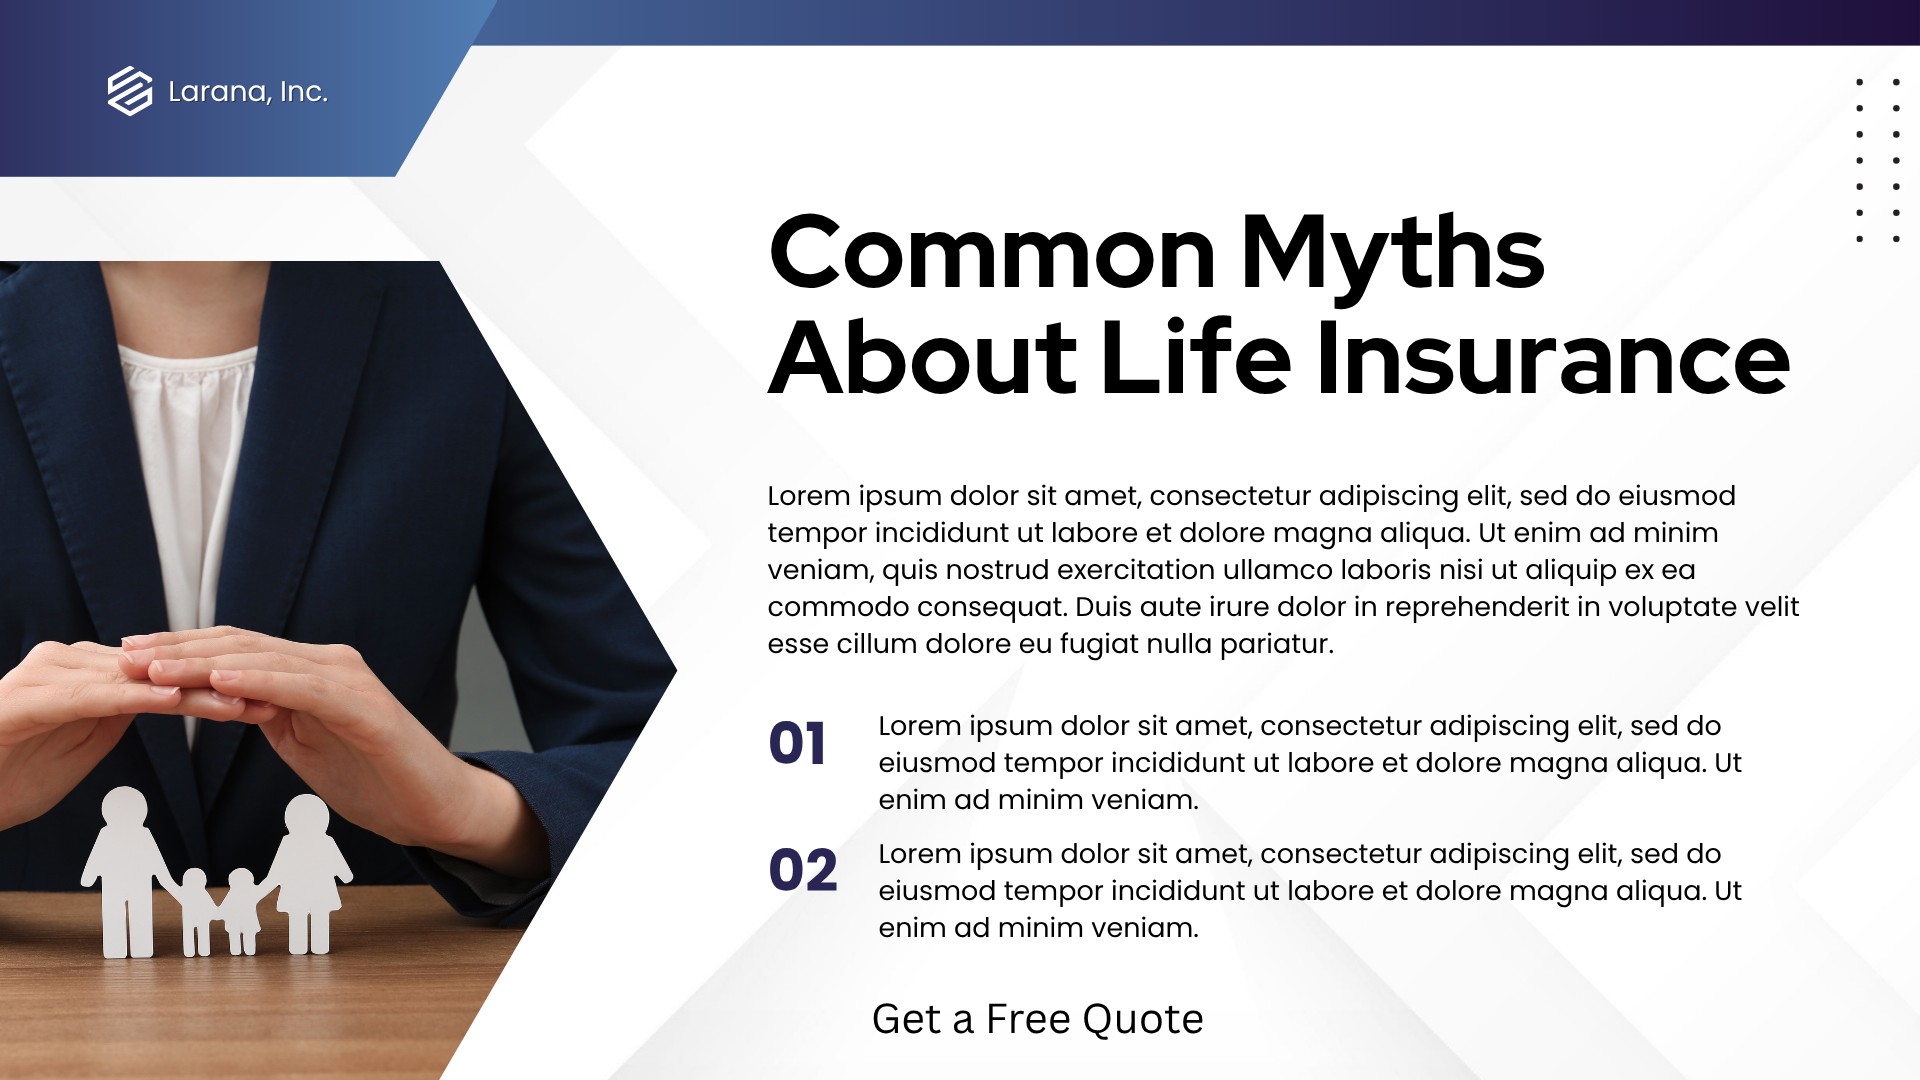 Larana, Inc.
Common Myths
About Life Insurance
Lorem ipsum dolor sit amet, consectetur adipiscing elit, sed do eiusmod
tempor incididunt ut labore et dolore magna aliqua. Ut enim ad minim
veniam, quis nostrud exercitation ullamco laboris nisi ut aliquip ex ea
commodo consequat. Duis aute irure dolor in reprehenderit in voluptate velit
esse cillum dolore eu fugiat nulla pariatur.
01
Lorem ipsum dolor sit amet, consectetur adipiscing elit, sed do
eiusmod tempor incididunt ut labore et dolore magna aliqua. Ut
enim ad minim veniam.
02
Lorem ipsum dolor sit amet, consectetur adipiscing elit, sed do
eiusmod tempor incididunt ut labore et dolore magna aliqua. Ut
enim ad minim veniam.
Get a Free Quote